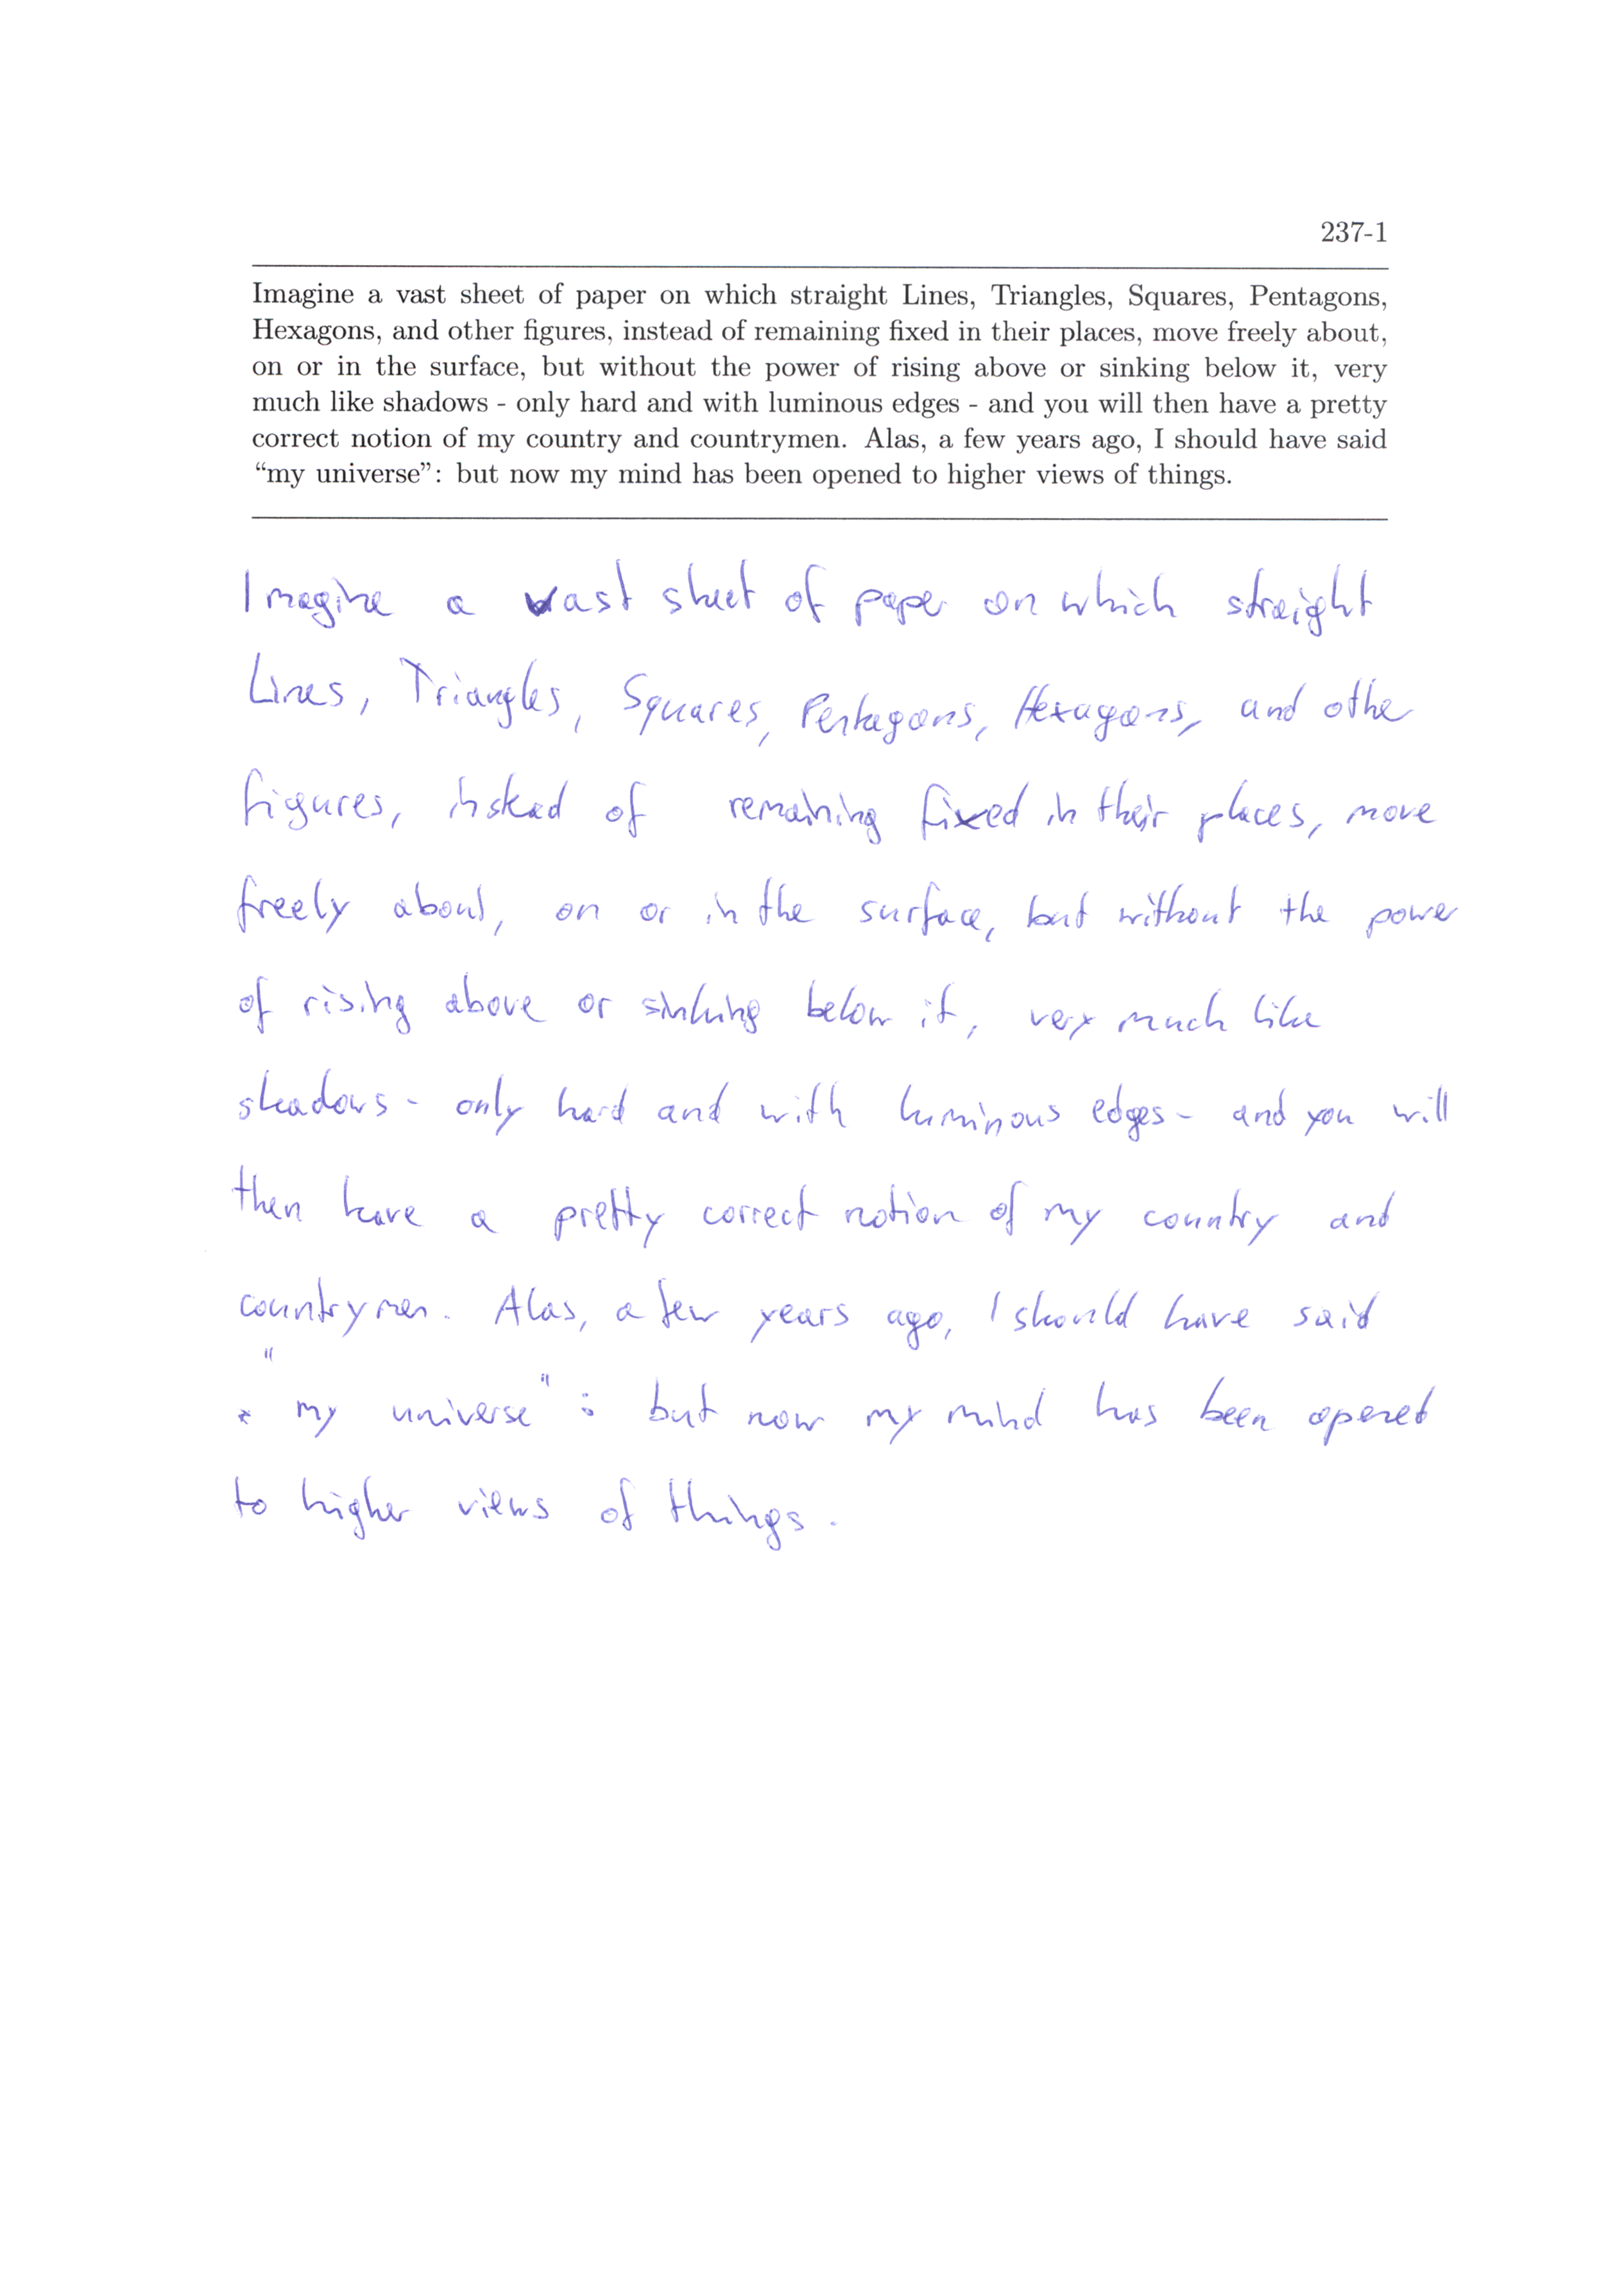 237-1
Imagine a vast sheet of paper on which straight Lines, Triangles, Squares, Pentagons,
Hexagons, and other figures, instead of remaining fixed in their places, move freely about,
on or in the surface, but without the power of rising above or sinking below it, very
much like shadows - only hard and with luminous edges - and you will then have a pretty
correct notion of my country and countrymen. Alas, a few years ago, I should have said
“my universe”: but now my mind has been opened to higher views of things.
Imagine a vast sheet of paper on which straight
Lines, Triangles, Squares, Pentagons, Hexagons, and othe
figures, instead of remaining fixed in their places, move
freely about, on or in the surface, but without the power
of rising above or sinking below it, very much like
shadows - only hard and with luminous edges - and you will
then have a pretty correct notion of my country and
countrymen. Alas, a few years ago, I should have said
"my universe": but now my mind has been opened
to higher views of things.